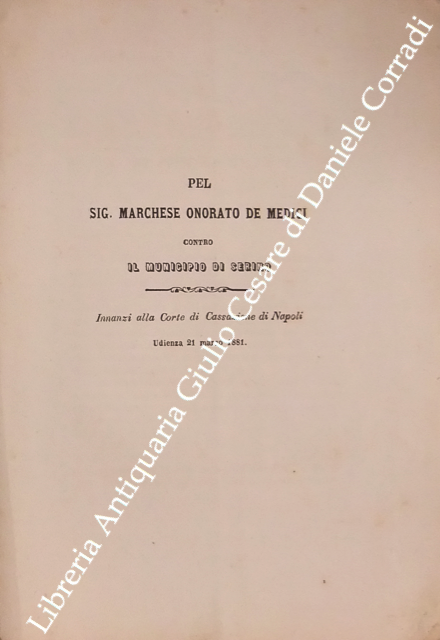 PEL
SIG. MARCHESE ONORATO DE MEDICI
CONTRO
IL MUNICIPIO DI SERINO
Innanzi alla Corte di Cassazione di Napoli
Udienza 21 marzo 1881.
Libreria Antiquaria Giulio Cesare di Daniele Corradi